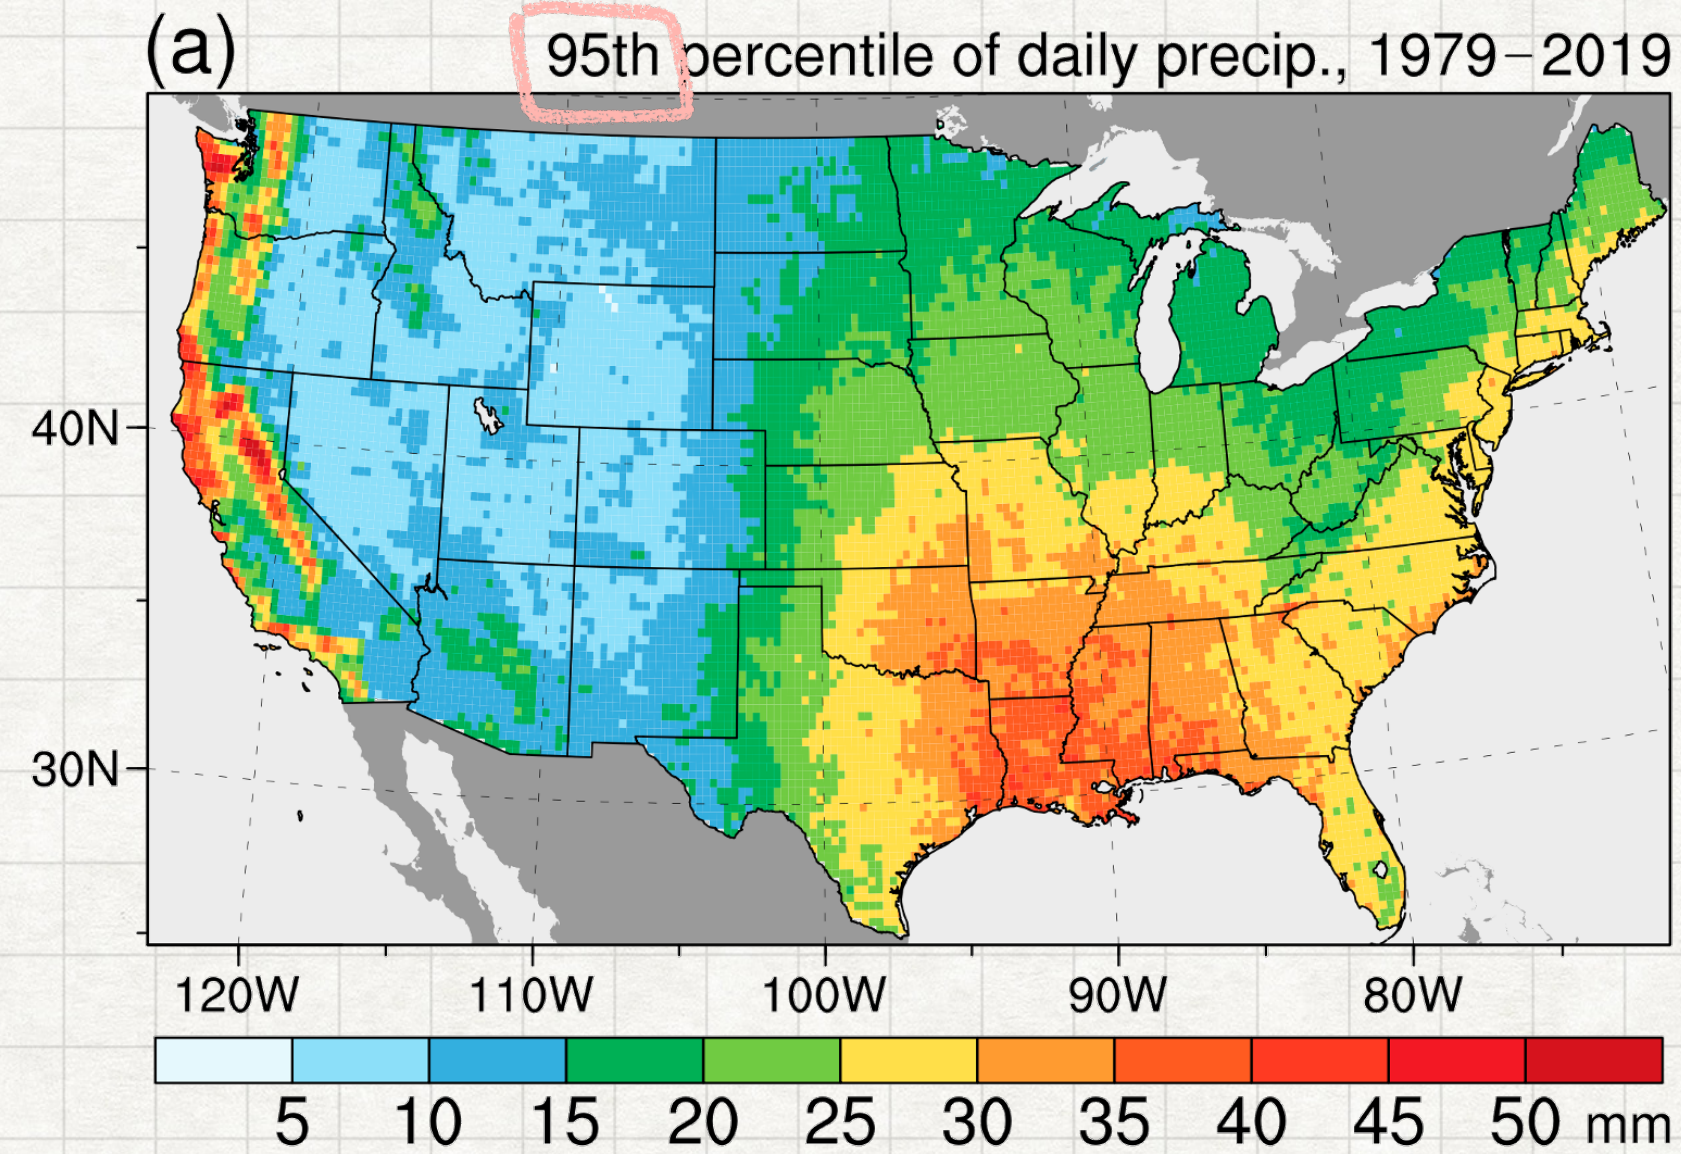 (a) 95th percentile of daily precip., 1979−2019
40N
30N
120W 110W 100W 90W 80W
5 10 15 20 25 30 35 40 45 50 mm